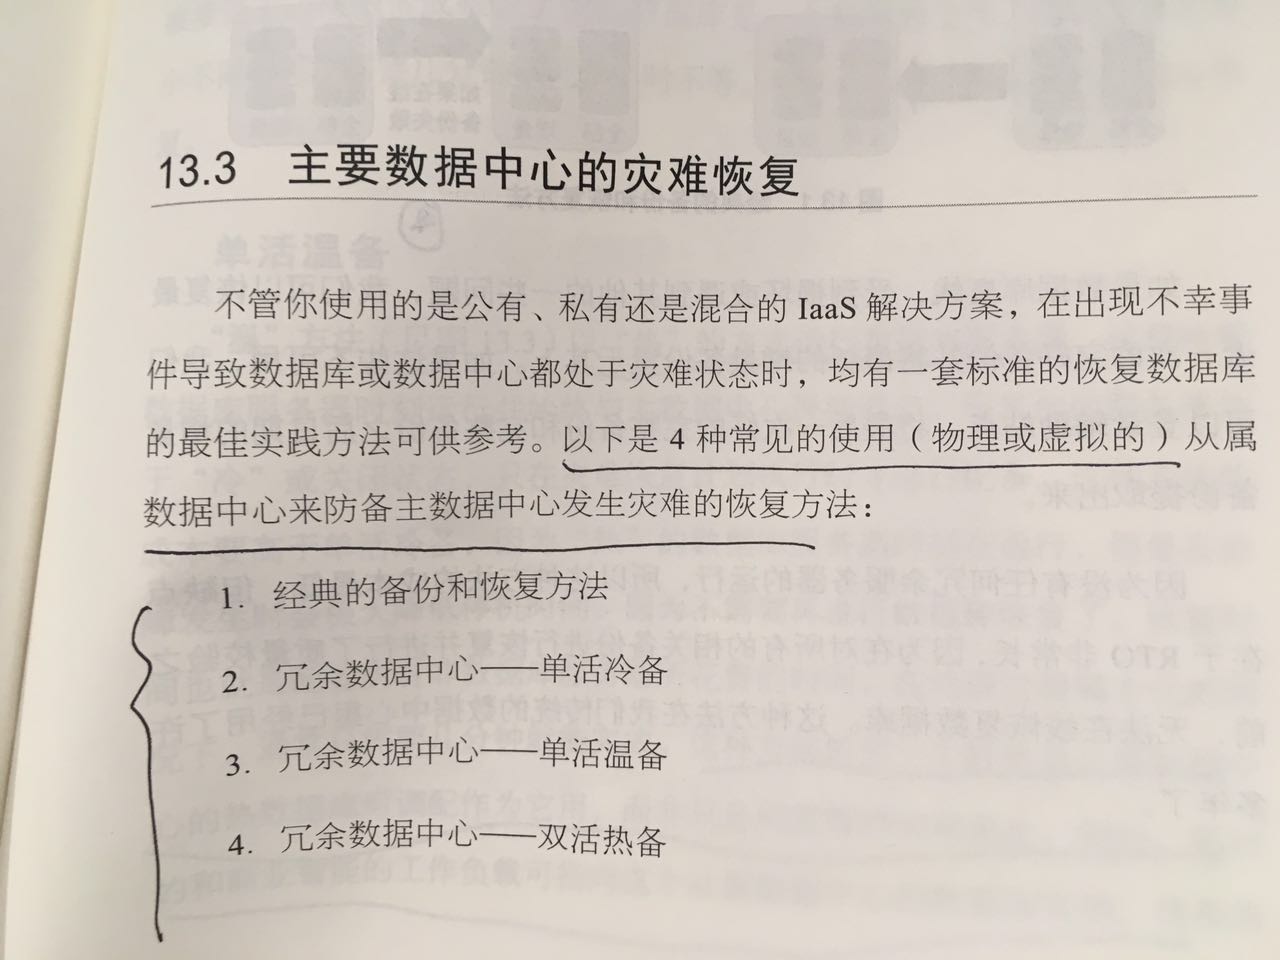 13.3 主要数据中心的灾难恢复
单活温备
不管你使用的是公有、私有还是混合的 IaaS 解决方案，在出现不幸事
件导致数据库或数据中心都处于灾难状态时，均有一套标准的恢复数据库
的最佳实践方法可供参考。以下是 4 种常见的使用（物理或虚拟的）从属
数据中心来防备主数据中心发生灾难的恢复方法：
1. 经典的备份和恢复方法
2. 冗余数据中心——单活冷备
3. 冗余数据中心——单活温备
4. 冗余数据中心——双活热备